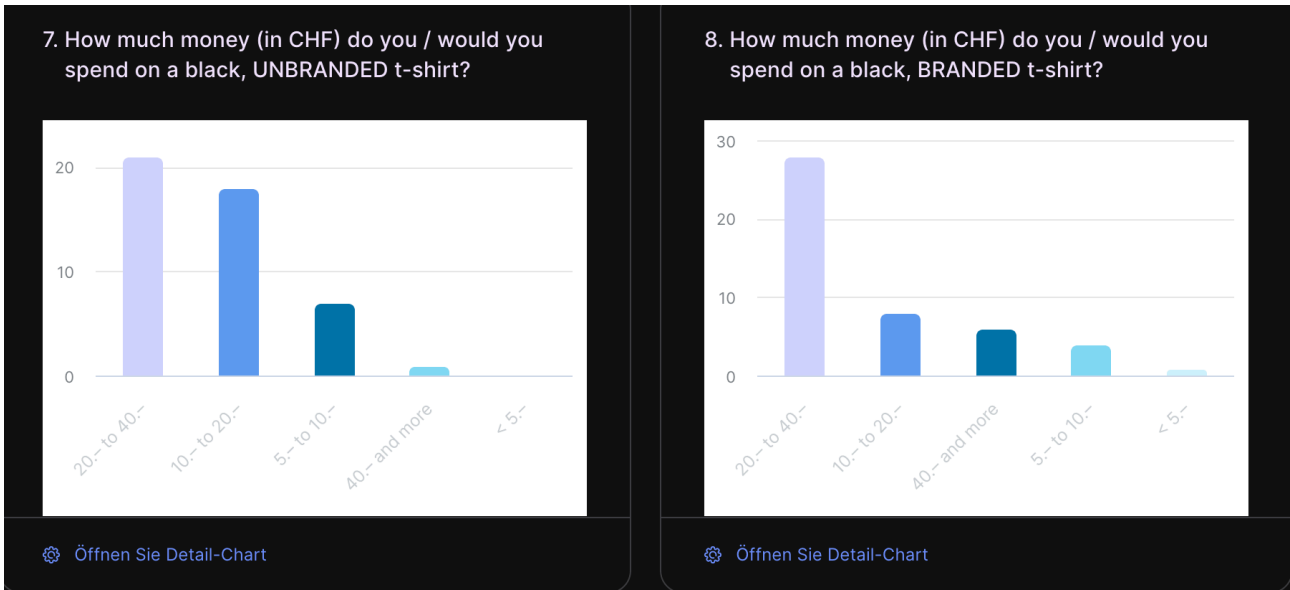 7. How much money (in CHF) do you / would you
spend on a black, UNBRANDED t-shirt?
20
10
0
20.– to 40.–
10.– to 20.–
5.– to 10.–
40.– and more
< 5.–
Öffnen Sie Detail-Chart
8. How much money (in CHF) do you / would you
spend on a black, BRANDED t-shirt?
30
20
10
0
20.– to 40.–
10.– to 20.–
40.– and more
5.– to 10.–
< 5.–
Öffnen Sie Detail-Chart